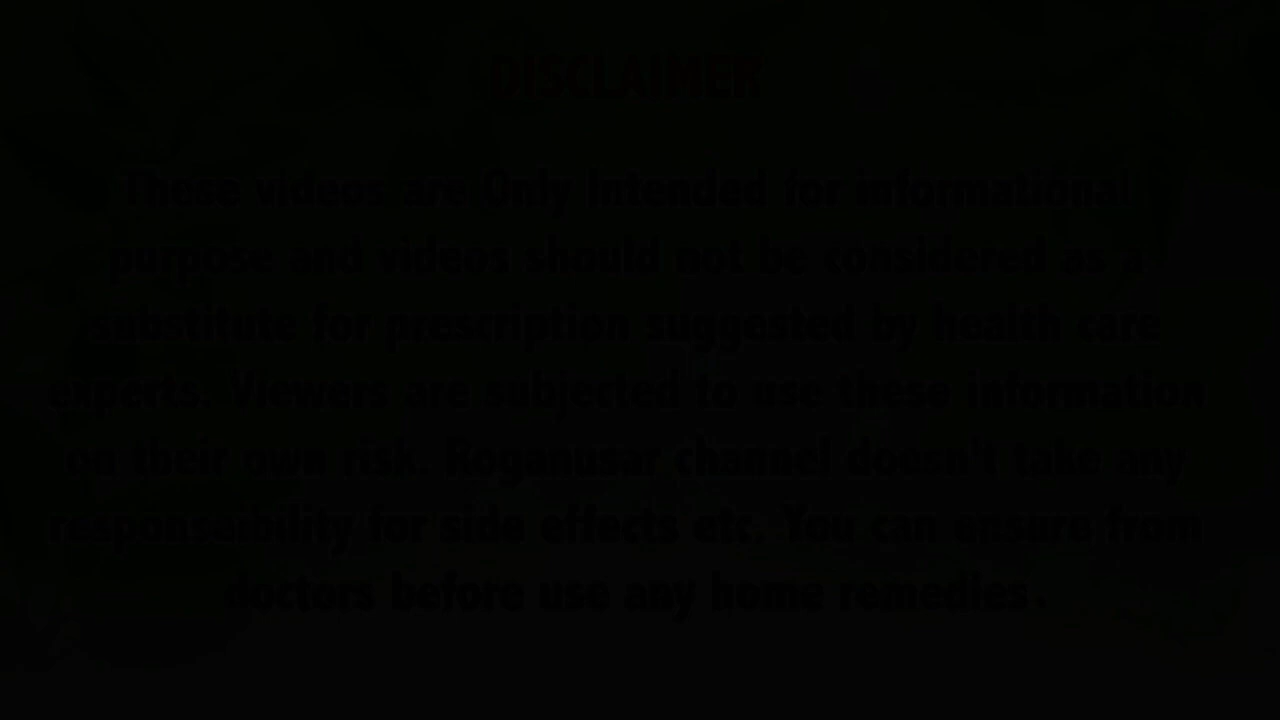 DISCLAIMER
These videos are Only Intended for informational
purpose and videos should not be considered as a
substitute for prescription suggested by health care
experts. Viewers are subjected to use these information
on their own risk. Roganusar channel doesn't take any
responseibility for side effects etc. You can ensure from
doctors before use any home remedies.